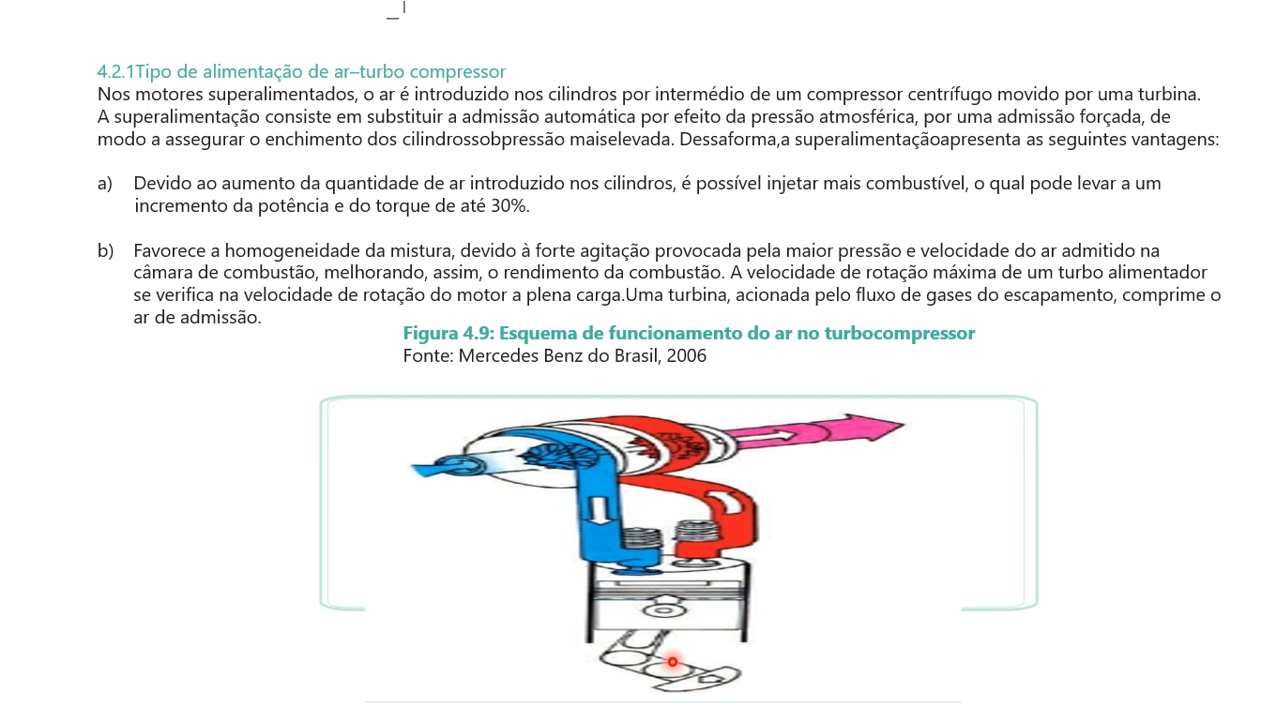 4.2.1Tipo de alimentação de ar–turbo compressor
Nos motores superalimentados, o ar é introduzido nos cilindros por intermédio de um compressor centrífugo movido por uma turbina.
A superalimentação consiste em substituir a admissão automática por efeito da pressão atmosférica, por uma admissão forçada, de
modo a assegurar o enchimento dos cilindrossobpressão maiselevada. Dessaforma,a superalimentaçãoapresenta as seguintes vantagens:
a) Devido ao aumento da quantidade de ar introduzido nos cilindros, é possível injetar mais combustível, o qual pode levar a um
incremento da potência e do torque de até 30%.
b) Favorece a homogeneidade da mistura, devido à forte agitação provocada pela maior pressão e velocidade do ar admitido na
câmara de combustão, melhorando, assim, o rendimento da combustão. A velocidade de rotação máxima de um turbo alimentador
se verifica na velocidade de rotação do motor a plena carga.Uma turbina, acionada pelo fluxo de gases do escapamento, comprime o
ar de admissão.
Figura 4.9: Esquema de funcionamento do ar no turbocompressor
Fonte: Mercedes Benz do Brasil, 2006